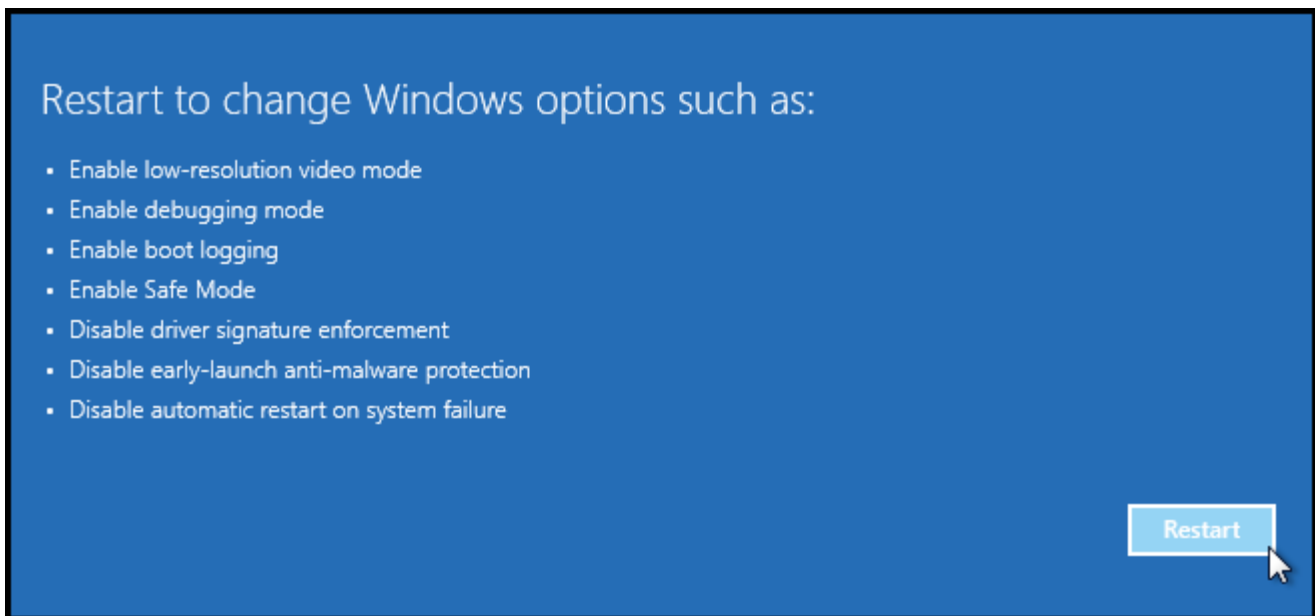 Restart to change Windows options such as:
▪ Enable low-resolution video mode
▪ Enable debugging mode
▪ Enable boot logging
▪ Enable Safe Mode
▪ Disable driver signature enforcement
▪ Disable early-launch anti-malware protection
▪ Disable automatic restart on system failure
Restart